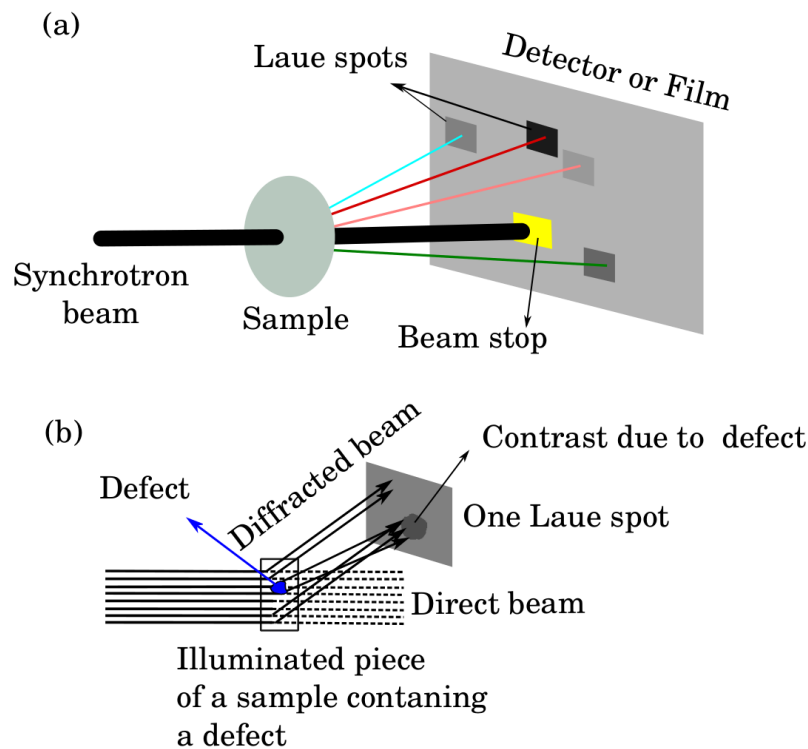 (a)
Laue spots
Detector or Film
Synchrotron
beam
Sample
Beam stop
(b)
Defect
Diffracted beam
Contrast due to defect
One Laue spot
Direct beam
Illuminated piece
of a sample contaning
a defect